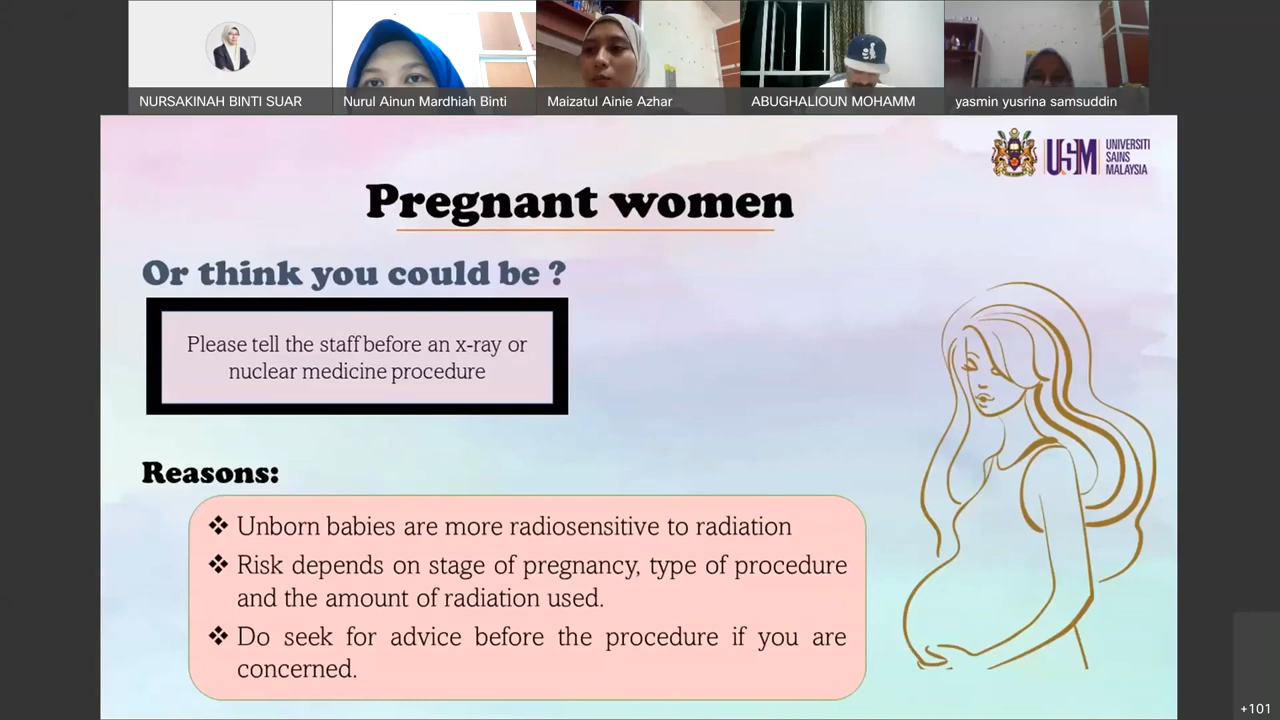 NURSAKINAH BINTI SUAR
Nurul Ainun Mardhiah Binti
Maizatul Ainie Azhar
ABUGHALIOUN MOHAMM
yasmin yusrina samsuddin
USM
UNIVERSITI
SAINS
MALAYSIA
Pregnant women
Or think you could be ?
Please tell the staff before an x-ray or
nuclear medicine procedure
Reasons:
❖ Unborn babies are more radiosensitive to radiation
❖ Risk depends on stage of pregnancy, type of procedure
and the amount of radiation used.
❖ Do seek for advice before the procedure if you are
concerned.
+101